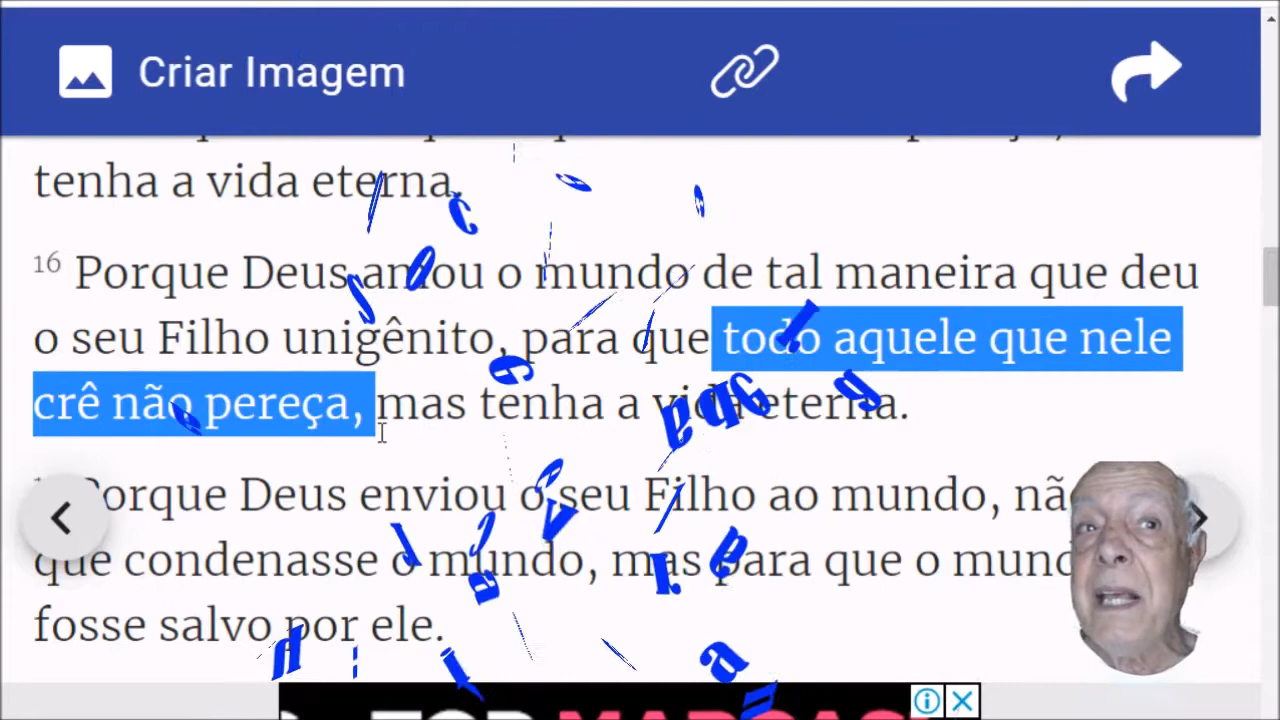 Criar Imagem
tenha a vida eterna.
16 Porque Deus amou o mundo de tal maneira que deu
o seu Filho unigênito, para que todo aquele que nele
crê não pereça, mas tenha a vida eterna.
Porque Deus enviou o seu Filho ao mundo,
que condenasse o mundo, mas para que o
fosse salvo por ele.